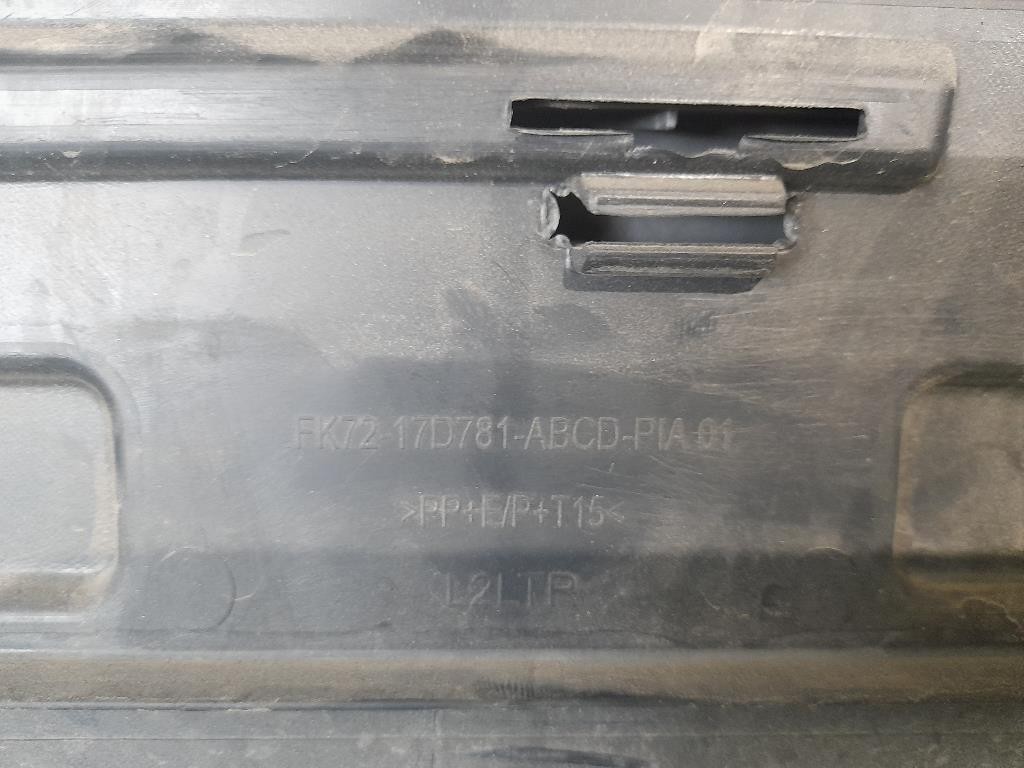 FK72-17D781-ABCD-PIA 01
>PP+E/P+T15<
L2LTP